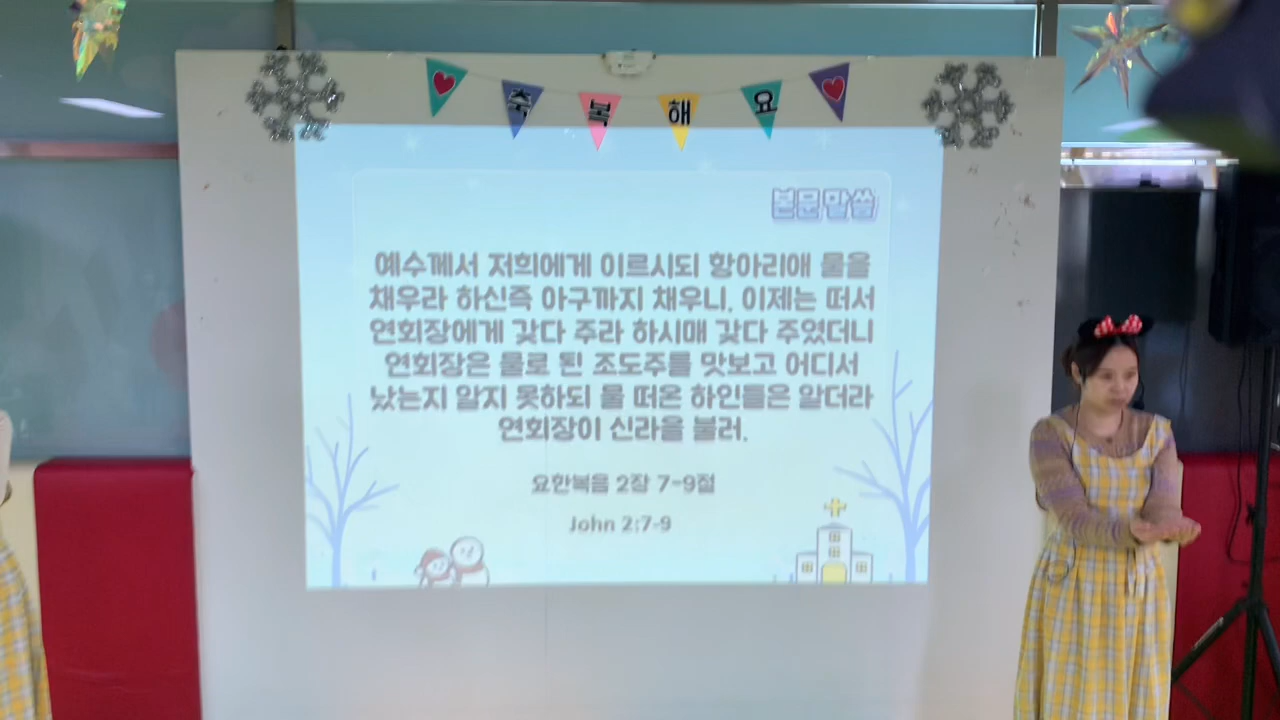 축복해요
본문 말씀
예수께서 저희에게 이르시되 항아리에 물을
채우라 하신즉 아구까지 채우니, 이제는 떠서
연회장에게 갖다 주라 하시매 갖다 주었더니
연회장은 물로 된 포도주를 맛보고 어디서
났는지 알지 못하되 물 떠온 하인들은 알더라
연회장이 신랑을 불러.
요한복음 2장 7-9절
John 2:7-9